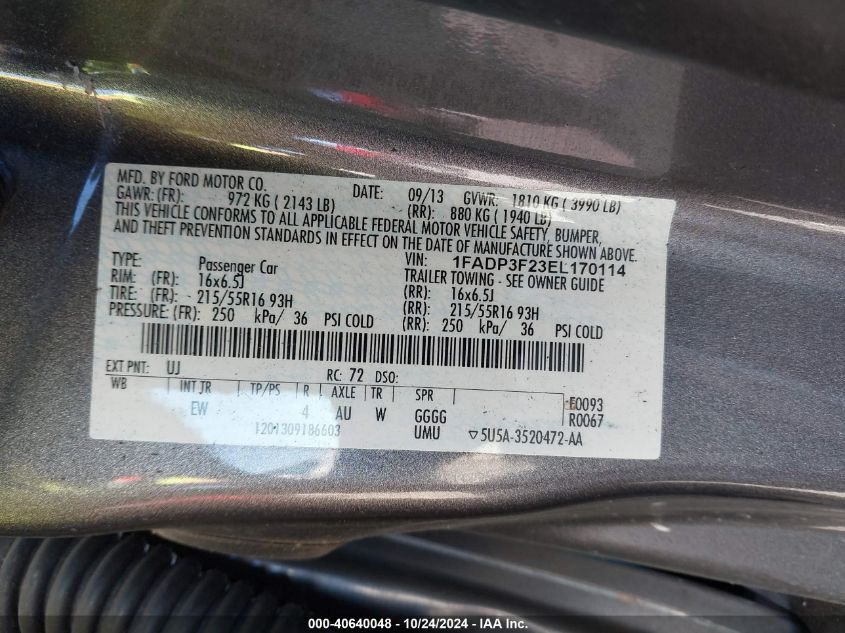 MFD. BY FORD MOTOR CO. DATE: 09/13 GVWR: 1810 KG ( 3990 LB)
GAWR: (FR): 972 KG ( 2143 LB) (RR): 880 KG ( 1940 LB)
THIS VEHICLE CONFORMS TO ALL APPLICABLE FEDERAL MOTOR VEHICLE SAFETY, BUMPER,
AND THEFT PREVENTION STANDARDS IN EFFECT ON THE DATE OF MANUFACTURE SHOWN ABOVE.
VIN: 1FADP3F23EL170114
TYPE: Passenger Car TRAILER TOWING - SEE OWNER GUIDE
RIM: (FR): 16x6.5J (RR): 16x6.5J
TIRE: (FR): 215/55R16 93H (RR): 215/55R16 93H
PRESSURE: (FR): 250 kPa/ 36 PSI COLD (RR): 250 kPa/ 36 PSI COLD
EXT PNT: UJ RC: 72 DSO:
WB INT TR TP/PS R AXLE TR SPR F0093
EW 4 AU W GGGG R0067
1201309186603 UMU ▽5U5A-3520472-AA
000-40640048 - 10/24/2024 - IAA Inc.